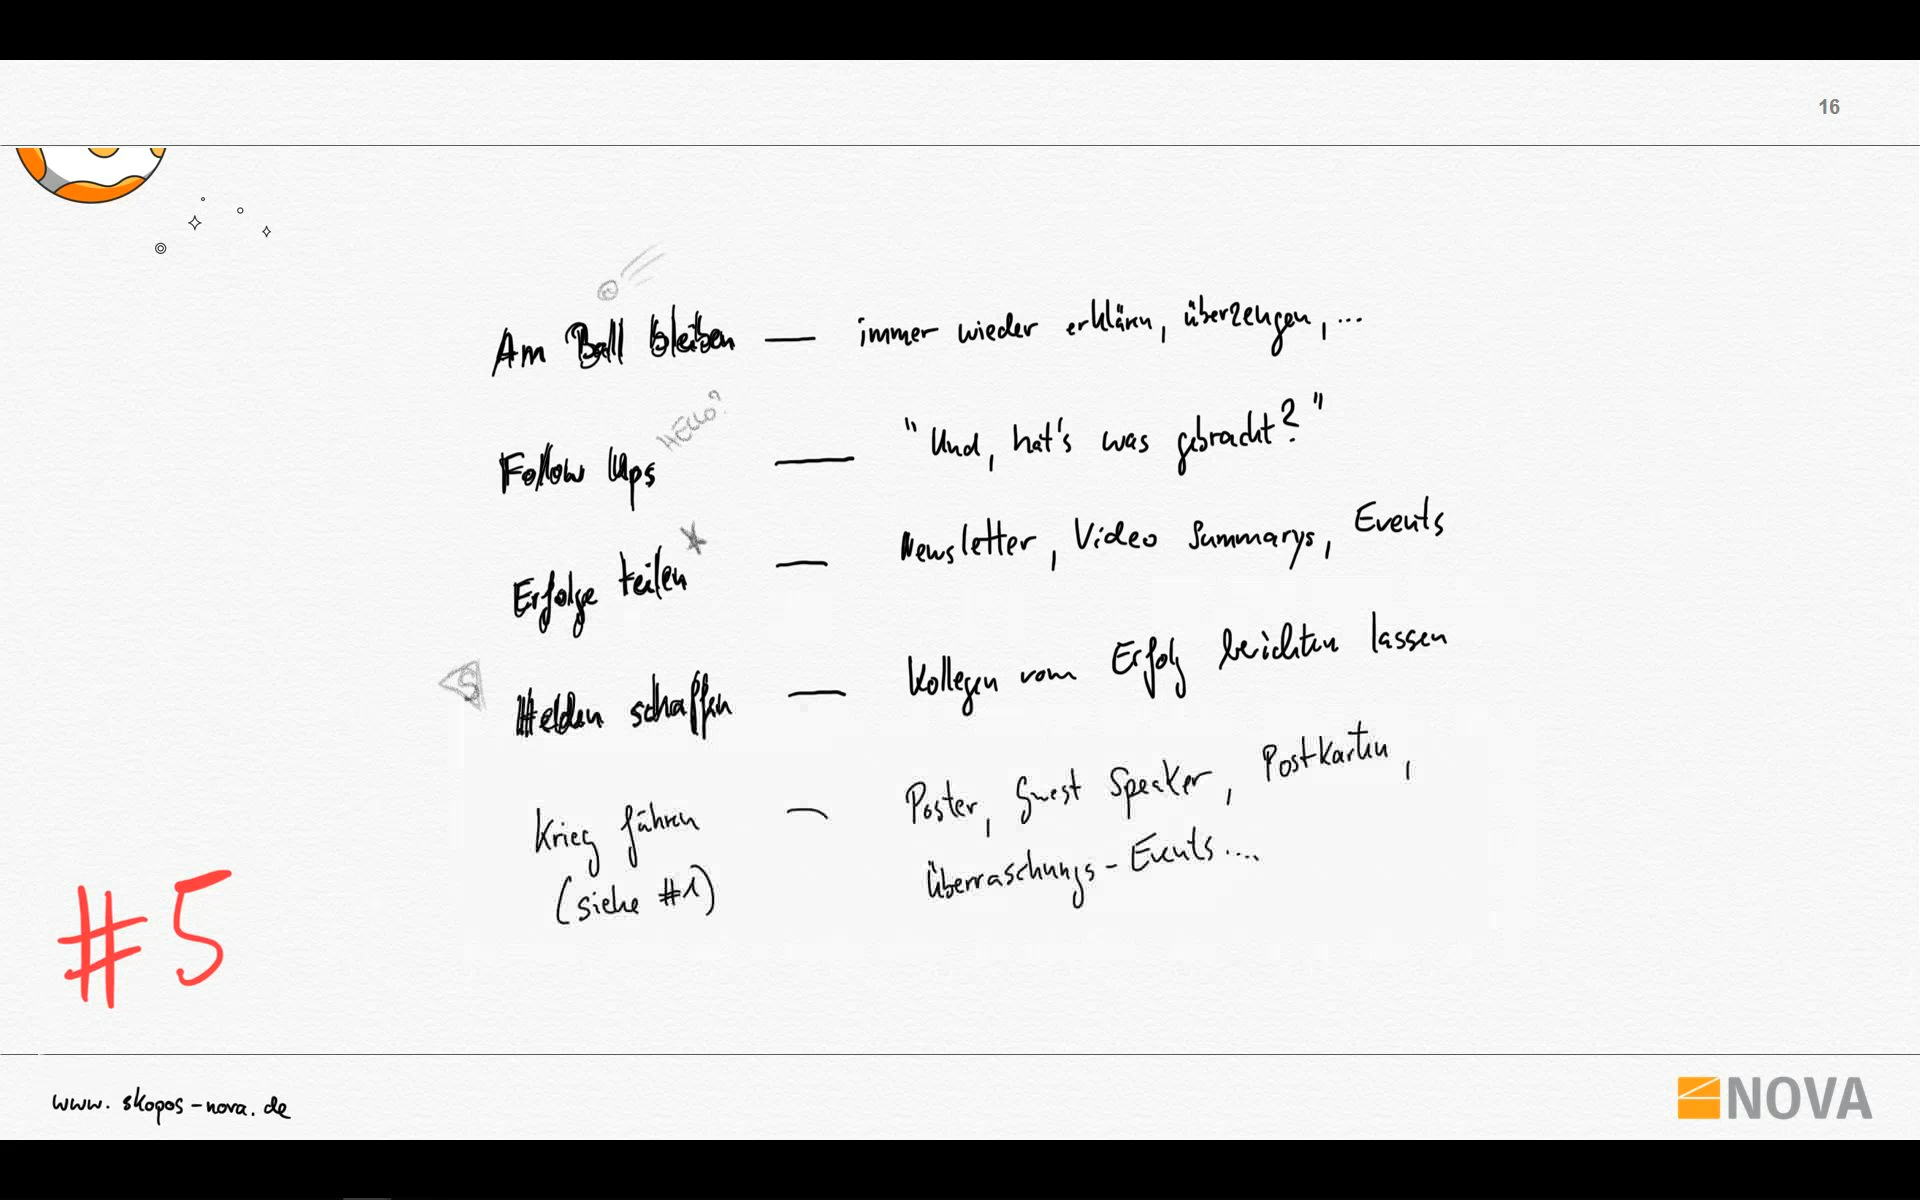 16
Am Ball bleiben — immer wieder erklären, überzeugen, ...
HELLO?
Follow Ups — "Und, hat's was gebracht?"
Erfolge teilen — Newsletter, Video Summarys, Events
S
Helden schaffen — Kollegen vom Erfolg berichten lassen
Krieg führen — Poster, Guest Speaker, Postkarten,
(siehe #1) Überraschungs-Events....
#5
www.skopos-nova.de
NOVA